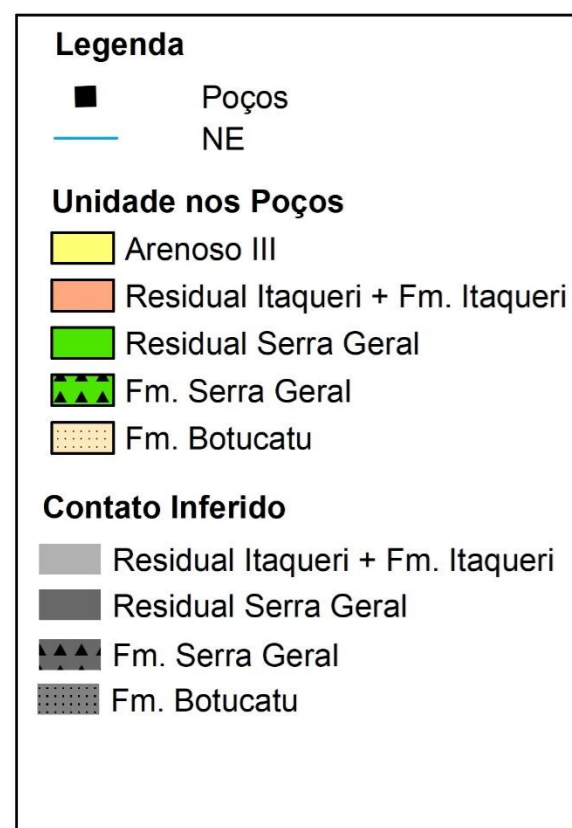 Legenda
Poços
NE
Unidade nos Poços
Arenoso III
Residual Itaqueri + Fm. Itaqueri
Residual Serra Geral
Fm. Serra Geral
Fm. Botucatu
Contato Inferido
Residual Itaqueri + Fm. Itaqueri
Residual Serra Geral
Fm. Serra Geral
Fm. Botucatu